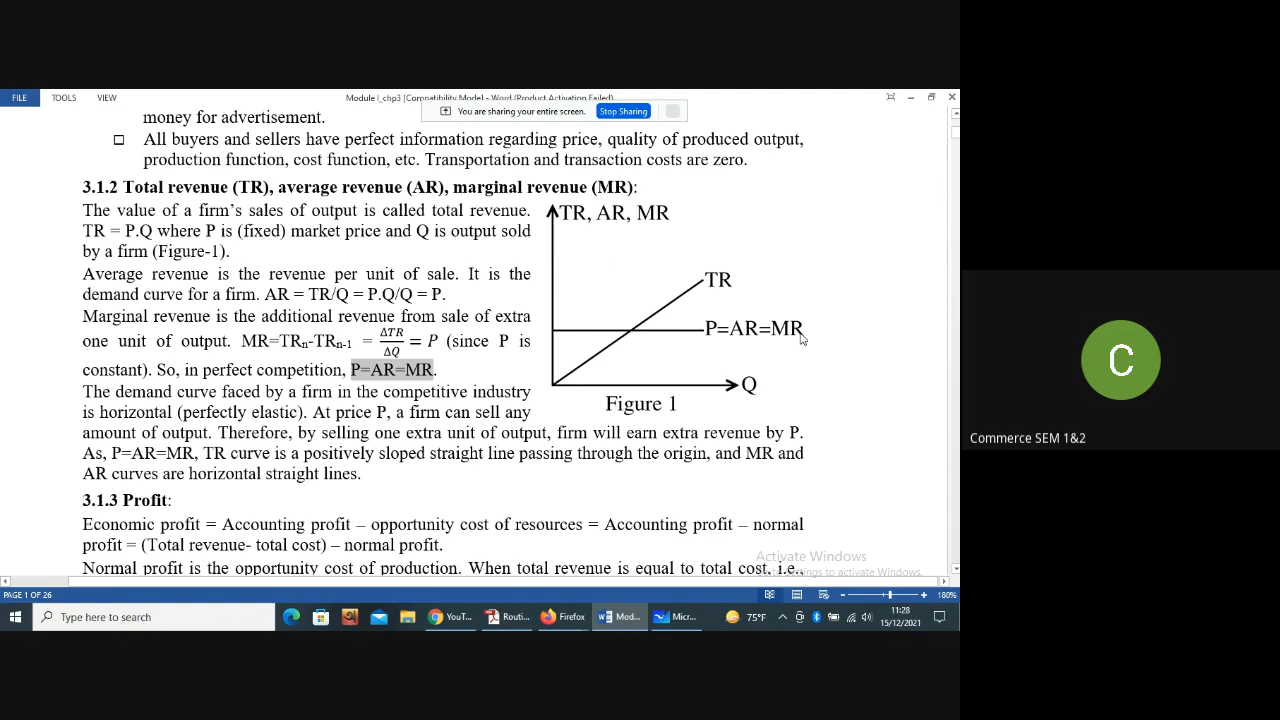 FILE TOOLS VIEW Module I_chp3 [Compatibility Mode] - Word (Product Activation Failed)
You are sharing your entire screen. Stop Sharing
money for advertisement.
☐ All buyers and sellers have perfect information regarding price, quality of produced output,
production function, cost function, etc. Transportation and transaction costs are zero.
3.1.2 Total revenue (TR), average revenue (AR), marginal revenue (MR):
The value of a firm's sales of output is called total revenue.
TR = P.Q where P is (fixed) market price and Q is output sold
by a firm (Figure-1).
Average revenue is the revenue per unit of sale. It is the
demand curve for a firm. AR = TR/Q = P.Q/Q = P.
Marginal revenue is the additional revenue from sale of extra
one unit of output. MR=TRn-TRn-1 = ΔTR/ΔQ = P (since P is
constant). So, in perfect competition, P=AR=MR.
TR, AR, MR
TR
P=AR=MR
Q
Figure 1
The demand curve faced by a firm in the competitive industry
is horizontal (perfectly elastic). At price P, a firm can sell any
amount of output. Therefore, by selling one extra unit of output, firm will earn extra revenue by P.
As, P=AR=MR, TR curve is a positively sloped straight line passing through the origin, and MR and
AR curves are horizontal straight lines.
3.1.3 Profit:
Economic profit = Accounting profit – opportunity cost of resources = Accounting profit – normal
profit = (Total revenue- total cost) – normal profit.
Normal profit is the opportunity cost of production. When total revenue is equal to total cost, i.e.,
Activate Windows
Go to Settings to activate Windows.
PAGE 1 OF 26
180%
Type here to search
YouT...
Routi...
Firefox
Mod...
Micr...
75°F
11:28
15/12/2021
C
Commerce SEM 1&2